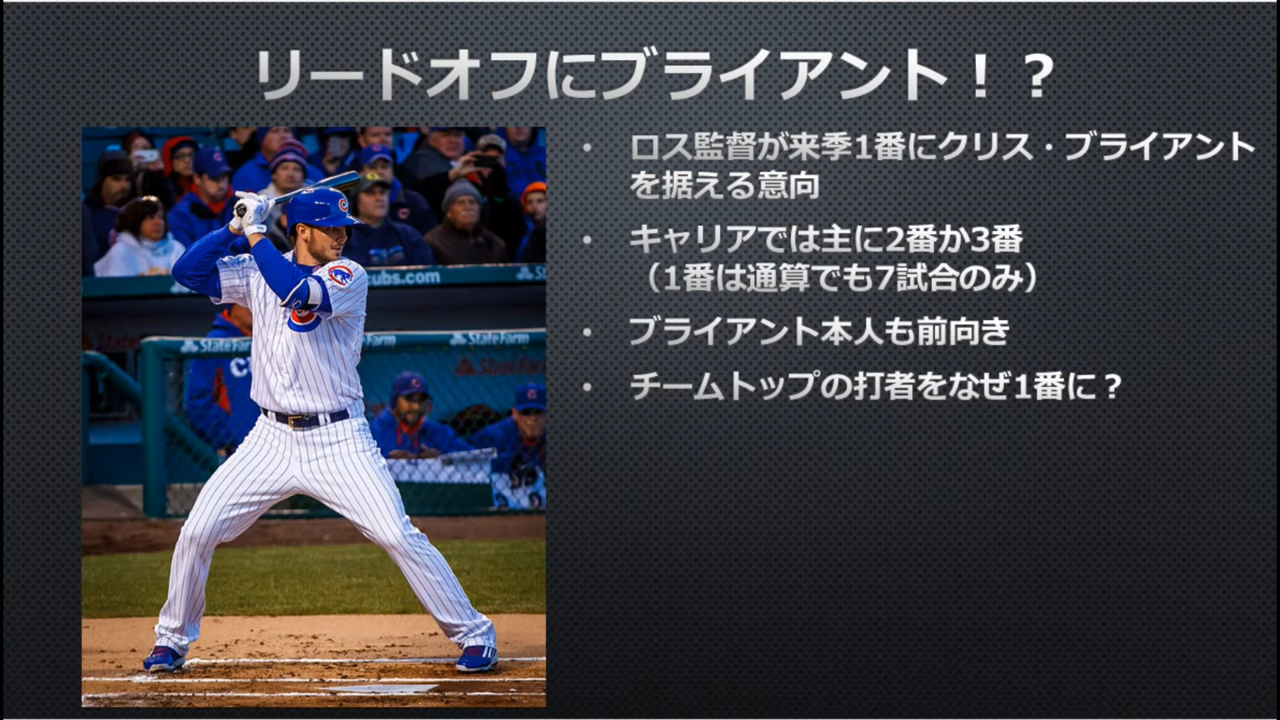 リードオフにブライアント！？
・ ロス監督が来季1番にクリス・ブライアント
を据える意向
・ キャリアでは主に2番か3番
（1番は通算でも7試合のみ）
・ ブライアント本人も前向き
・ チームトップの打者をなぜ1番に？
cubs.com
StateFarm
StateFarm